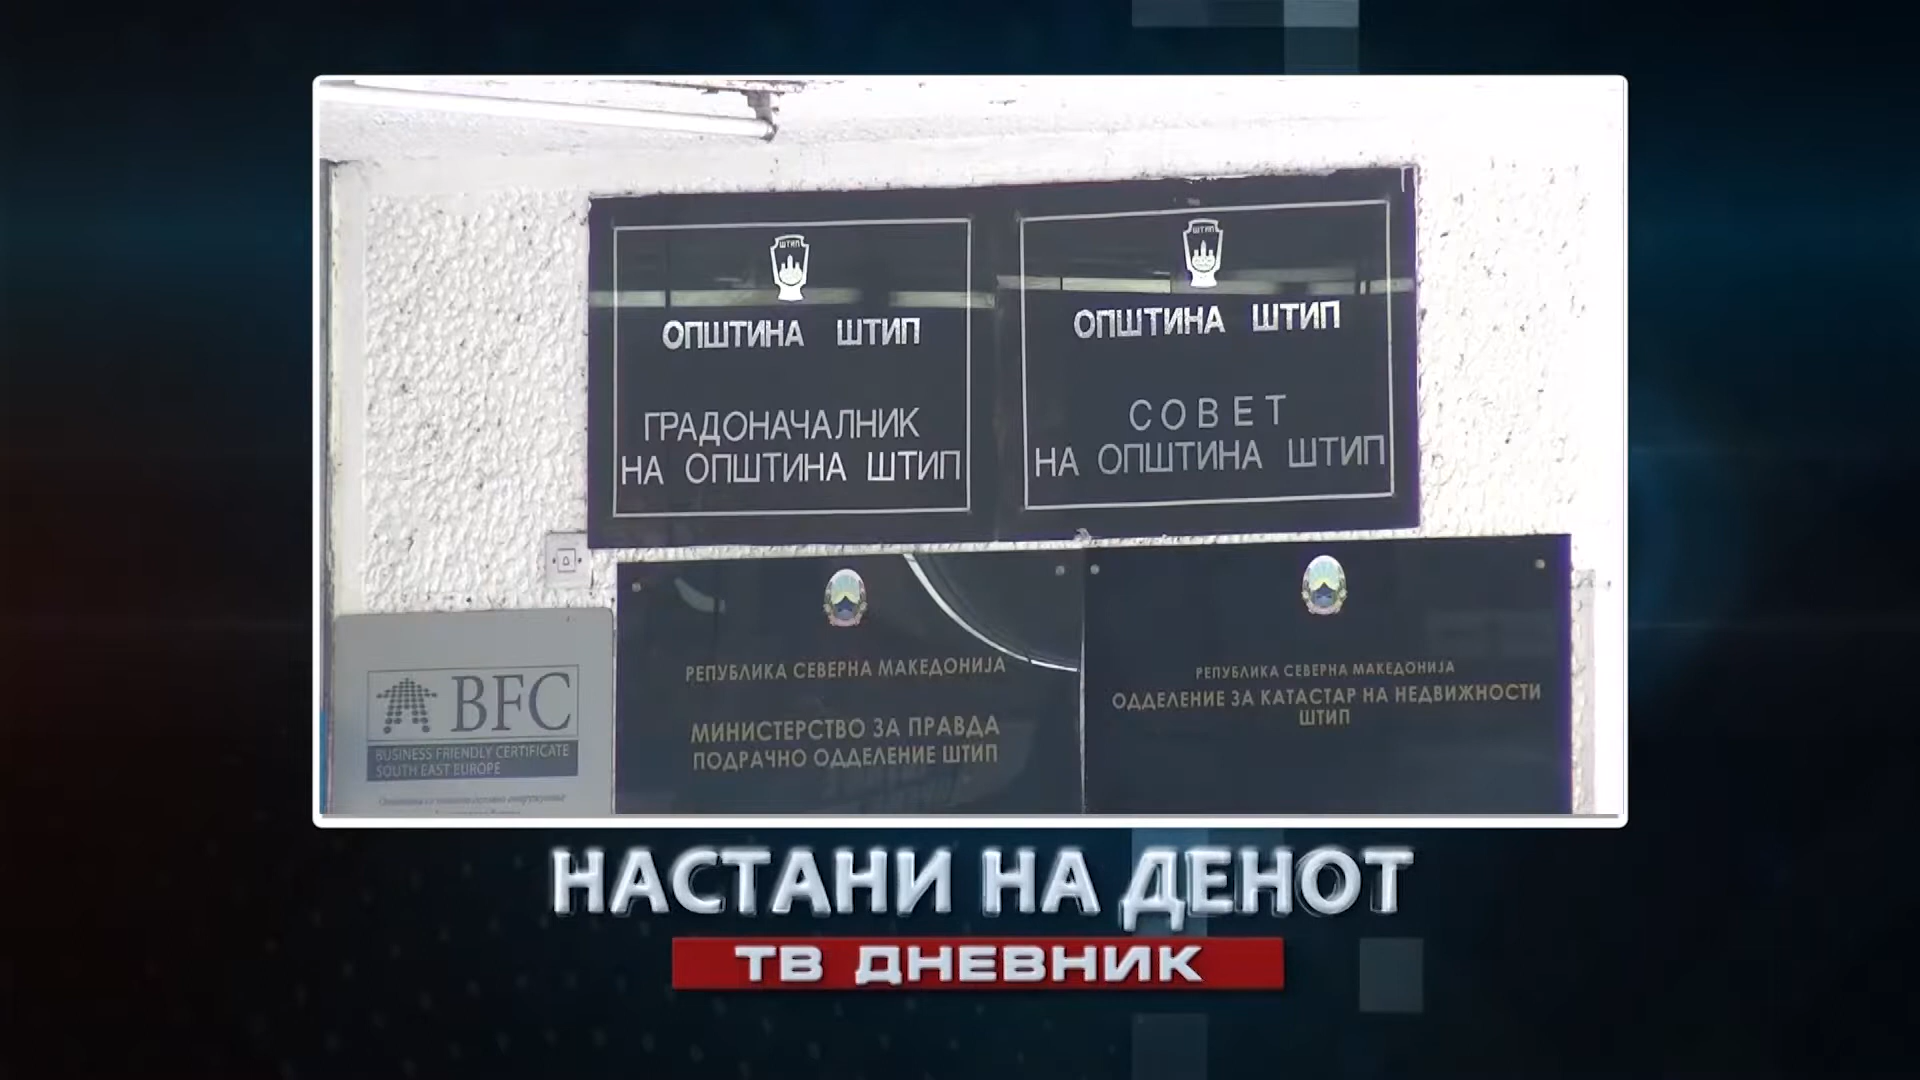 ШТИП
ОПШТИНА ШТИП
ГРАДОНАЧАЛНИК
НА ОПШТИНА ШТИП
ШТИП
ОПШТИНА ШТИП
СОВЕТ
НА ОПШТИНА ШТИП
РЕПУБЛИКА СЕВЕРНА МАКЕДОНИЈА
МИНИСТЕРСТВО ЗА ПРАВДА
ПОДРАЧНО ОДДЕЛЕНИЕ ШТИП
РЕПУБЛИКА СЕВЕРНА МАКЕДОНИЈА
ОДДЕЛЕНИЕ ЗА КАТАСТАР НА НЕДВИЖНОСТИ
ШТИП
BFC
BUSINESS FRIENDLY CERTIFICATE
SOUTH EAST EUROPE
НАСТАНИ НА ДЕНОТ
ТВ ДНЕВНИК